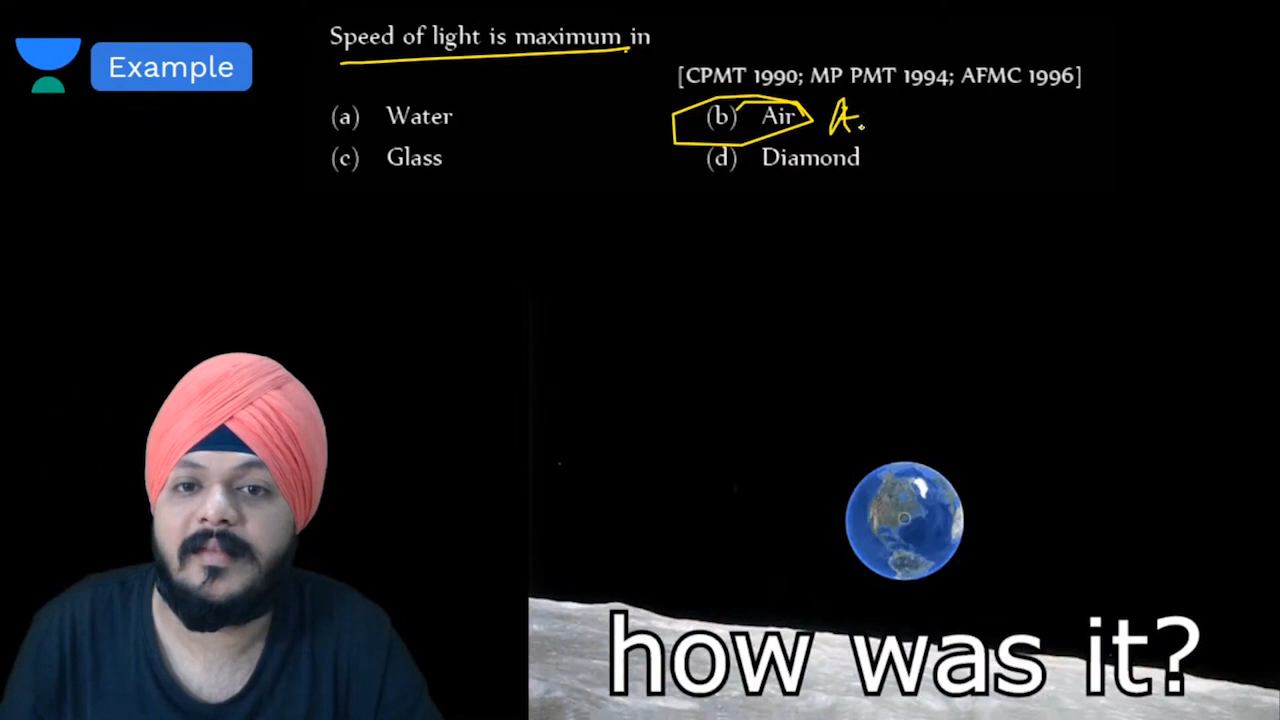 Example
Speed of light is maximum in
[CPMT 1990; MP PMT 1994; AFMC 1996]
(a) Water (b) Air A.
(c) Glass (d) Diamond
how was it?